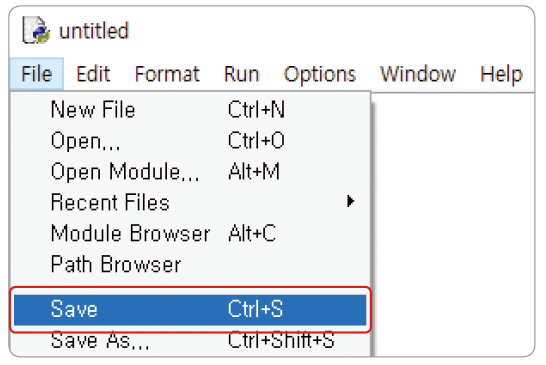 untitled
File Edit Format Run Options Window Help
New File Ctrl+N
Open... Ctrl+O
Open Module... Alt+M
Recent Files
Module Browser Alt+C
Path Browser
Save Ctrl+S
Save As... Ctrl+Shift+S